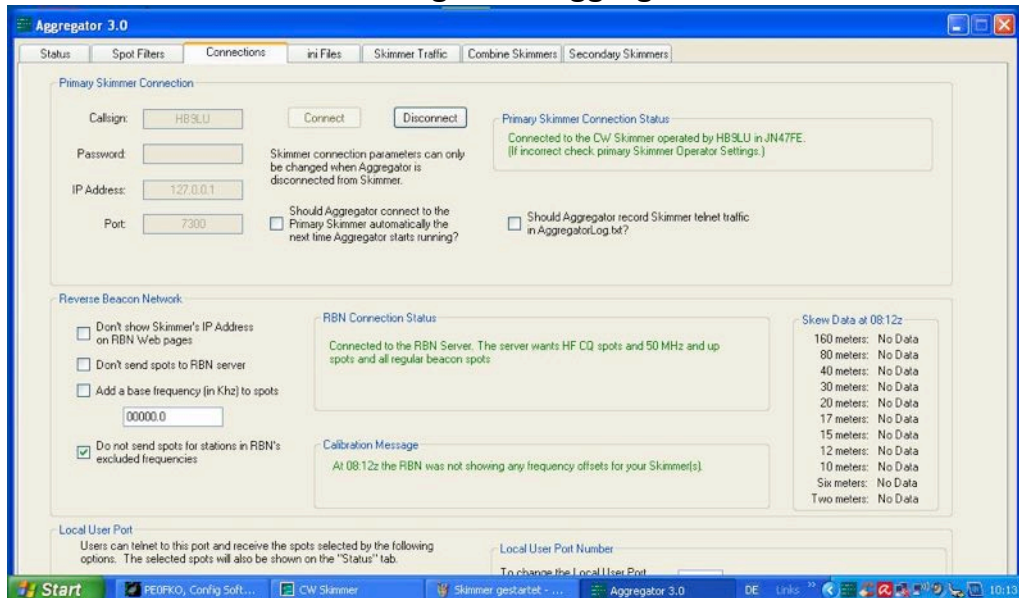 Aggregator 3.0
Status Spot Filters Connections ini Files Skimmer Traffic Combine Skimmers Secondary Skimmers
Primary Skimmer Connection
Callsign: HB9LU
Connect Disconnect
Password:
Skimmer connection parameters can only
be changed when Aggregator is
disconnected from Skimmer.
IP Address: 127.0.0.1
Port: 7300
Should Aggregator connect to the
Primary Skimmer automatically the
next time Aggregator starts running?
Primary Skimmer Connection Status
Connected to the CW Skimmer operated by HB9LU in JN47FE.
(If incorrect check primary Skimmer Operator Settings.)
Should Aggregator record Skimmer telnet traffic
in AggregatorLog.txt?
Reverse Beacon Network
Don't show Skimmer's IP Address
on RBN Web pages
Don't send spots to RBN server
Add a base frequency (in Khz) to spots
00000.0
Do not send spots for stations in RBN's
excluded frequencies
RBN Connection Status
Connected to the RBN Server. The server wants HF CQ spots and 50 MHz and up
spots and all regular beacon spots
Calibration Message
At 08:12z the RBN was not showing any frequency offsets for your Skimmer(s).
Skew Data at 08:12z
160 meters: No Data
80 meters: No Data
40 meters: No Data
30 meters: No Data
20 meters: No Data
17 meters: No Data
15 meters: No Data
12 meters: No Data
10 meters: No Data
Six meters: No Data
Two meters: No Data
Local User Port
Users can telnet to this port and receive the spots selected by the following
options. The selected spots will also be shown on the "Status" tab.
Local User Port Number
To change the Local User Port
Start PE0FKO, Config Soft... CW Skimmer Skimmer gestartet - ... Aggregator 3.0 DE Links 10:13